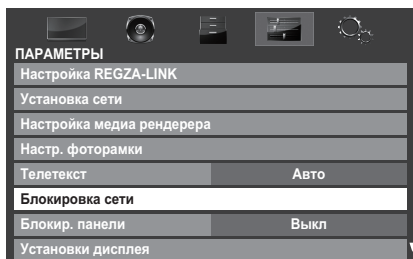 ПАРАМЕТРЫ
Настройка REGZA-LINK
Установка сети
Настройка медиа рендерера
Настр. фоторамки
Телетекст Авто
Блокировка сети
Блокир. панели Выкл
Установки дисплея